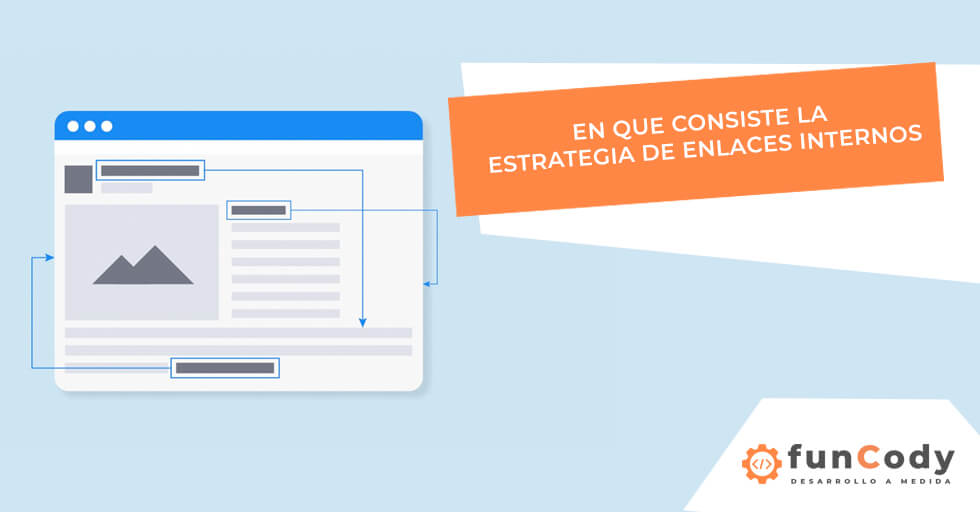 EN QUE CONSISTE LA
ESTRATEGIA DE ENLACES INTERNOS
</> funCody
DESARROLLO A MEDIDA